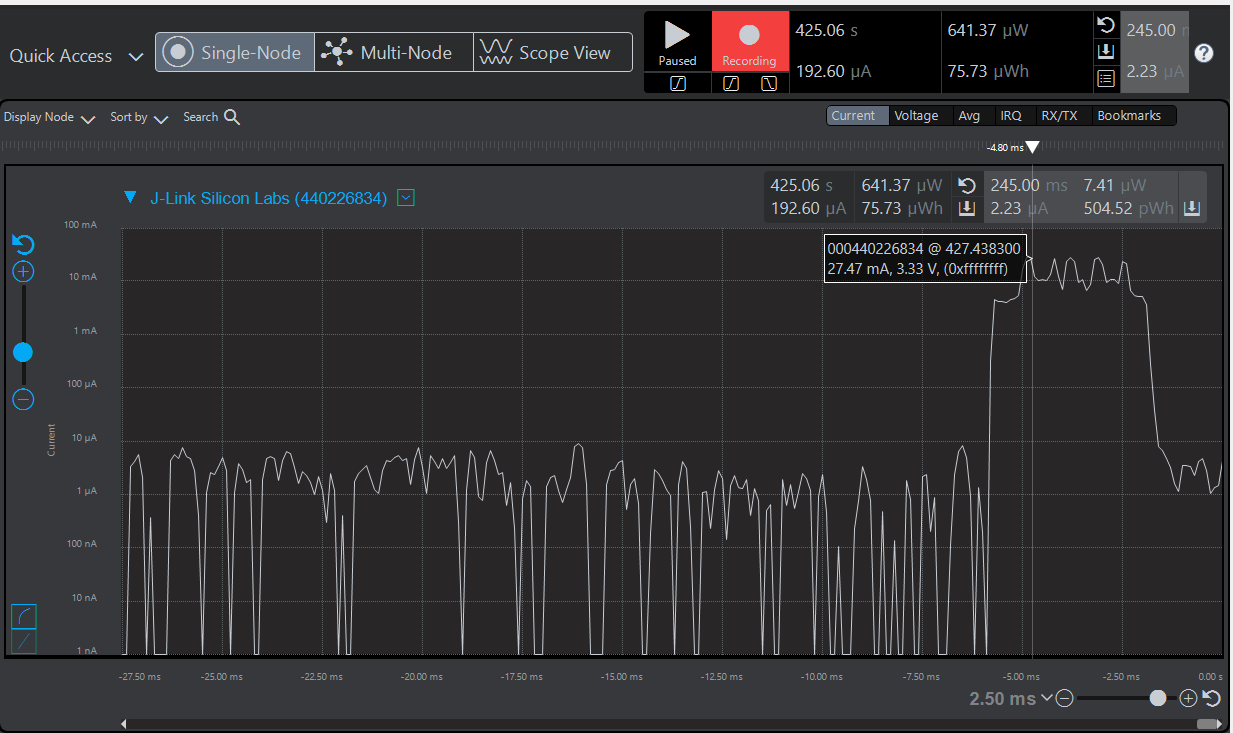 Quick Access
Single-Node
Multi-Node
Scope View
Paused
Recording
425.06 s
192.60 µA
641.37 µW
75.73 µWh
245.00
2.23 µA
?
Display Node
Sort by
Search
Current
Voltage
Avg
IRQ
RX/TX
Bookmarks
-4.80 ms
J-Link Silicon Labs (440226834)
425.06 s 641.37 µW
192.60 µA 75.73 µWh
245.00 ms 7.41 µW
2.23 µA 504.52 pWh
000440226834 @ 427.438300
27.47 mA, 3.33 V, (0xffffffff)
100 mA
10 mA
1 mA
100 µA
10 µA
1 µA
100 nA
10 nA
1 nA
Current
-27.50 ms -25.00 ms -22.50 ms -20.00 ms -17.50 ms -15.00 ms -12.50 ms -10.00 ms -7.50 ms -5.00 ms -2.50 ms 0.00 s
2.50 ms